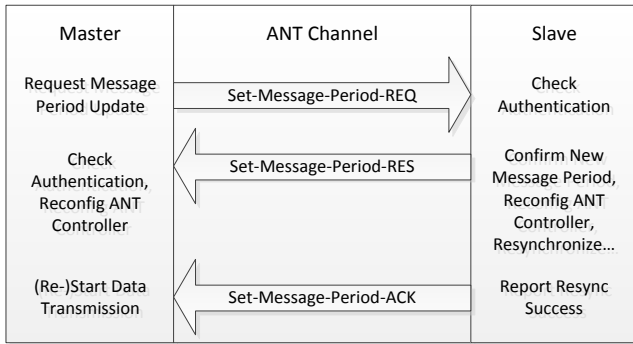 Master
ANT Channel
Slave
Request Message
Period Update
Set-Message-Period-REQ
Check
Authentication
Check
Authentication,
Reconfig ANT
Controller
Set-Message-Period-RES
Confirm New
Message Period,
Reconfig ANT
Controller,
Resynchronize…
(Re-)Start Data
Transmission
Set-Message-Period-ACK
Report Resync
Success